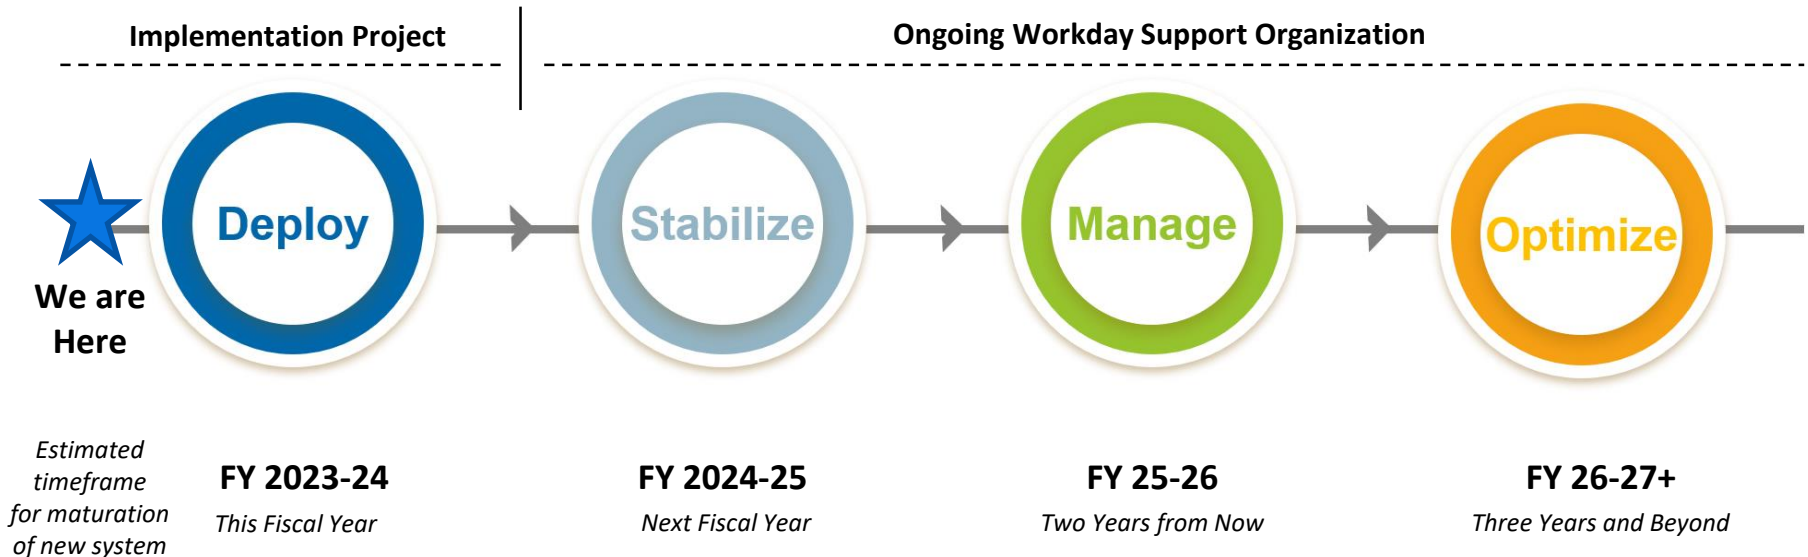 Implementation Project
Ongoing Workday Support Organization
Deploy
Stabilize
Manage
Optimize
We are
Here
Estimated
timeframe
for maturation
of new system
FY 2023-24
This Fiscal Year
FY 2024-25
Next Fiscal Year
FY 25-26
Two Years from Now
FY 26-27+
Three Years and Beyond